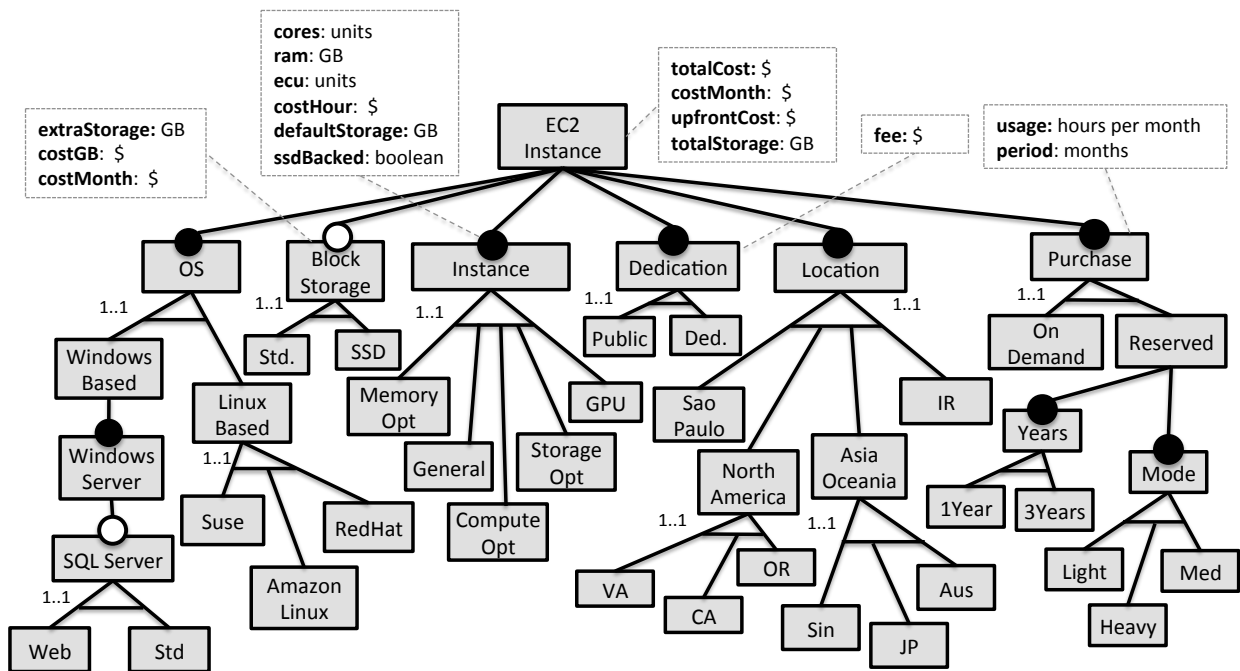 cores: units
ram: GB
ecu: units
costHour: $
defaultStorage: GB
ssdBacked: boolean
totalCost: $
costMonth: $
upfrontCost: $
totalStorage: GB
extraStorage: GB
costGB: $
costMonth: $
EC2
Instance
fee: $
usage: hours per month
period: months
OS
Block
Storage
Instance
Dedication
Location
Purchase
1..1
1..1
1..1
1..1
1..1
1..1
Windows
Based
Std.
SSD
Public
Ded.
On
Demand
Reserved
Memory
Opt
GPU
Sao
Paulo
IR
Linux
Based
Years
Windows
Server
General
Storage
Opt
North
America
Asia
Oceania
Mode
1..1
Suse
RedHat
Compute
Opt
1..1
1..1
1Year
3Years
SQL Server
Amazon
Linux
VA
CA
OR
Sin
JP
Aus
Light
Med
Heavy
1..1
Web
Std